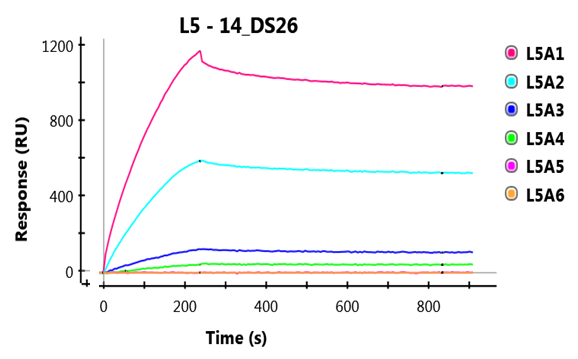 L5 - 14_DS26
Response (RU)
1200
800
400
0
0 200 400 600 800
Time (s)
L5A1
L5A2
L5A3
L5A4
L5A5
L5A6